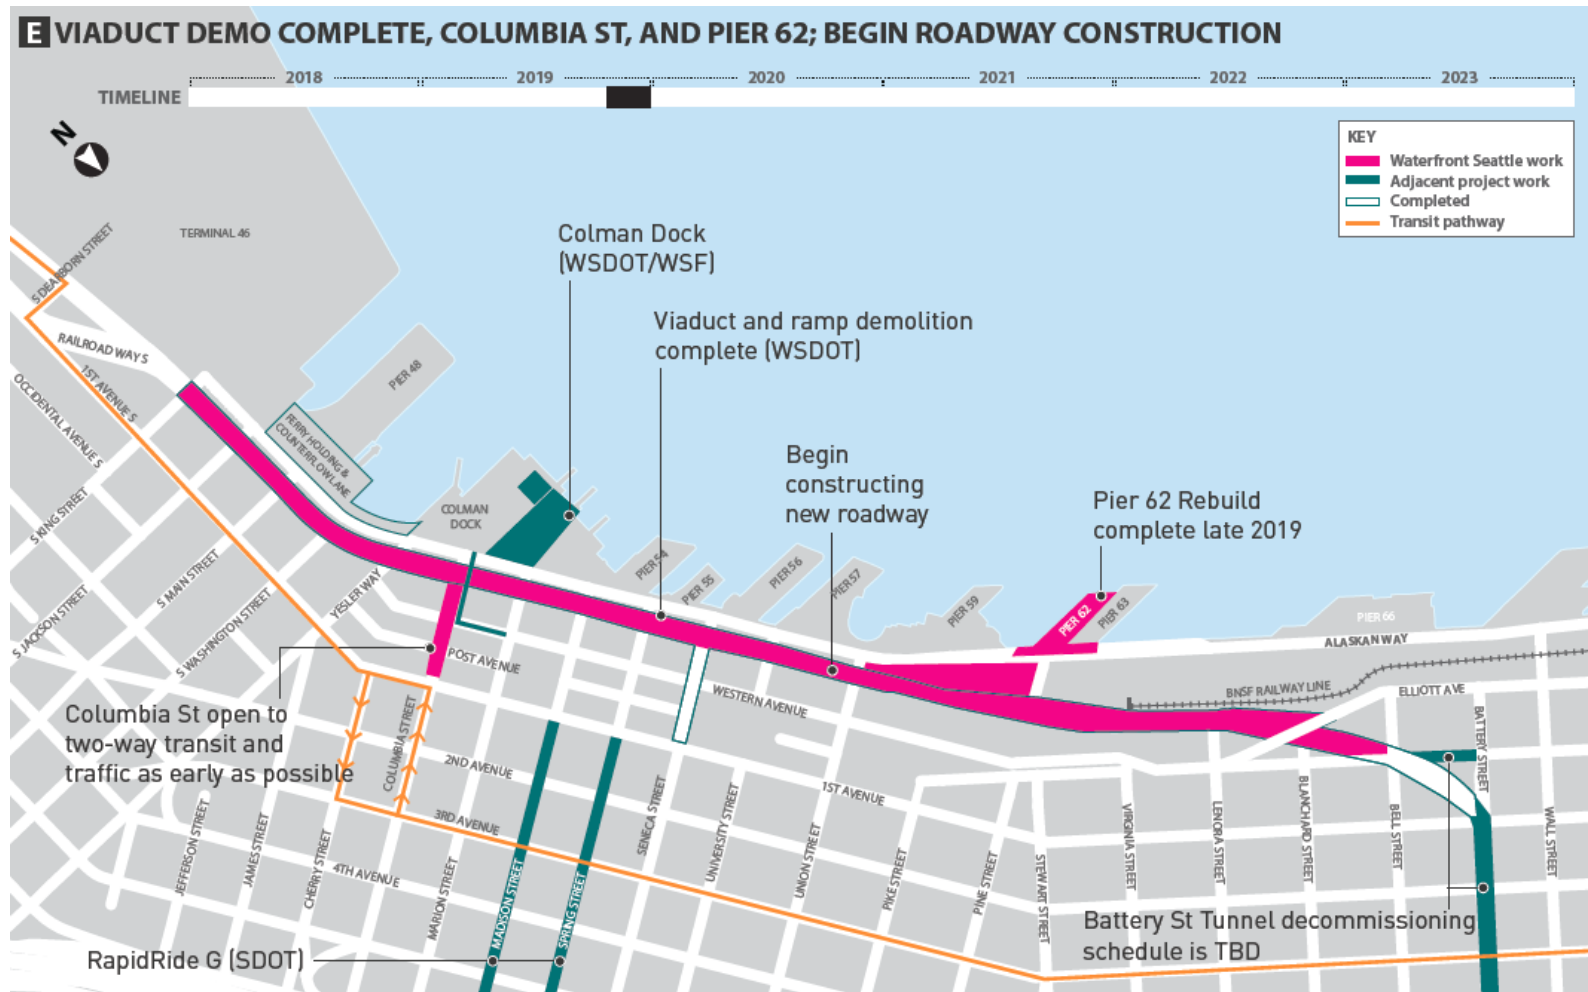 E VIADUCT DEMO COMPLETE, COLUMBIA ST, AND PIER 62; BEGIN ROADWAY CONSTRUCTION
2018 2019 2020 2021 2022 2023
TIMELINE
N
KEY
Waterfront Seattle work
Adjacent project work
Completed
Transit pathway
S DEARBORN STREET
TERMINAL 46
Colman Dock
(WSDOT/WSF)
Viaduct and ramp demolition
complete (WSDOT)
RAILROAD WAY S
1ST AVENUE S
OCCIDENTAL AVENUE S
PIER 48
FERRY HOLDING &
COUNTERFLOW LANE
Begin
constructing
new roadway
Pier 62 Rebuild
complete late 2019
COLMAN
DOCK
S KING STREET
S JACKSON STREET
S MAIN STREET
S WASHINGTON STREET
YESLER WAY
PIER 54
PIER 55
PIER 56
PIER 57
PIER 59
PIER 62
PIER 63
PIER 66
ALASKAN WAY
BNSF RAILWAY LINE
ELLIOTT AVE
BATTERY STREET
POST AVENUE
WESTERN AVENUE
Columbia St open to
two-way transit and
traffic as early as possible
COLUMBIA STREET
2ND AVENUE
1ST AVENUE
3RD AVENUE
4TH AVENUE
JEFFERSON STREET
JAMES STREET
CHERRY STREET
MARION STREET
MADISON STREET
SPRING STREET
SENECA STREET
UNIVERSITY STREET
UNION STREET
PIKE STREET
PINE STREET
STEWART STREET
VIRGINIA STREET
LENORA STREET
BLANCHARD STREET
BELL STREET
WALL STREET
RapidRide G (SDOT)
Battery St Tunnel decommissioning
schedule is TBD